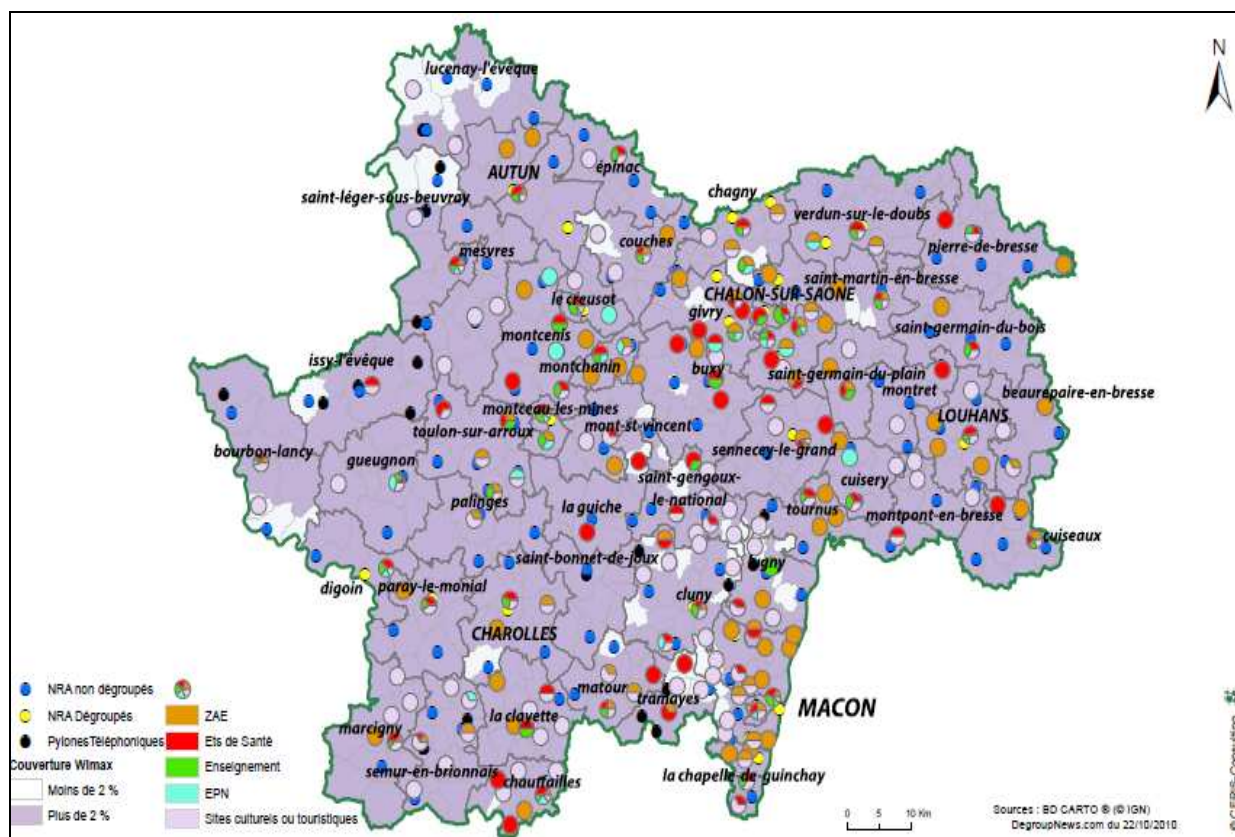 N
lucenay-l'évêque
AUTUN
épinac
saint-léger-sous-beuvray
chagny
verdun-sur-le-doubs
couches
pierre-de-bresse
mesvres
saint-martin-en-bresse
le creusot
CHALON-SUR-SAONE
givry
saint-germain-du-bois
montcenis
issy-l'évêque
montchanin
buxy
saint-germain-du-plain
montret
beaurepaire-en-bresse
montceau-les-mines
LOUHANS
toulon-sur-arroux
mont-st-vincent
bourbon-lancy
sennecey-le-grand
gueugnon
saint-gengoux-
le-national
cuisery
palinges
la guiche
tournus
montpont-en-bresse
cuiseaux
saint-bonnet-de-joux
lugny
digoin
paray-le-monial
cluny
CHAROLLES
matour
tramayes
MACON
la clayette
marcigny
semur-en-brionnais
chauffailles
la chapelle-de-guinchay
NRA non dégroupés
NRA Dégroupés
Pylones Téléphoniques
Couverture Wimax
Moins de 2 %
Plus de 2 %
ZAE
Ets de Santé
Enseignement
EPN
Sites culturels ou touristiques
0 5 10 Km
Sources : BD CARTO ® (© IGN)
DegroupNews.com du 22/10/2010